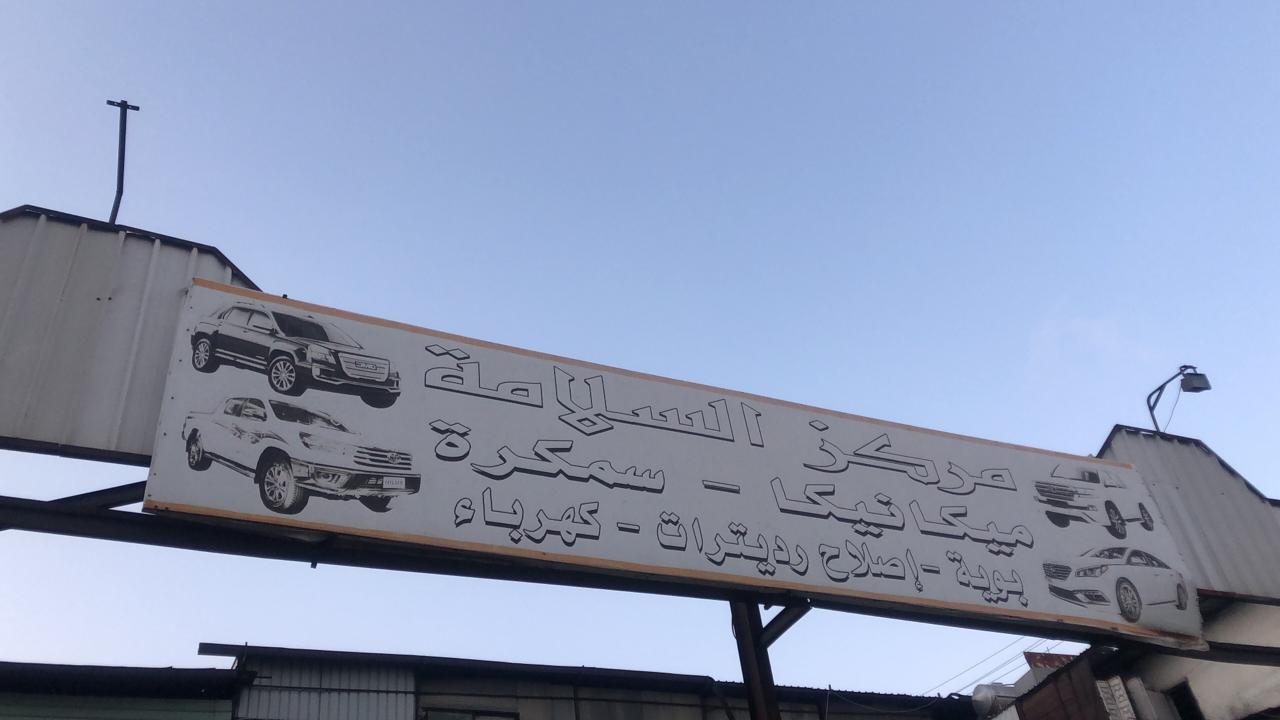 مركز السلامة
ميكانيكا - سمكرة
بوية - إصلاح رديترات - كهرباء